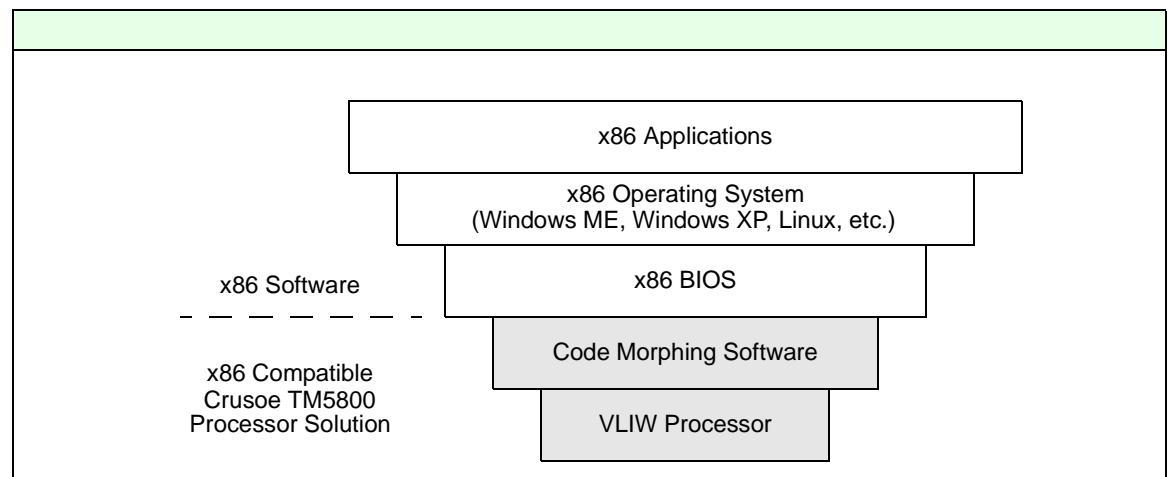 x86 Applications
x86 Operating System
(Windows ME, Windows XP, Linux, etc.)
x86 BIOS
x86 Software
Code Morphing Software
x86 Compatible
Crusoe TM5800
Processor Solution
VLIW Processor